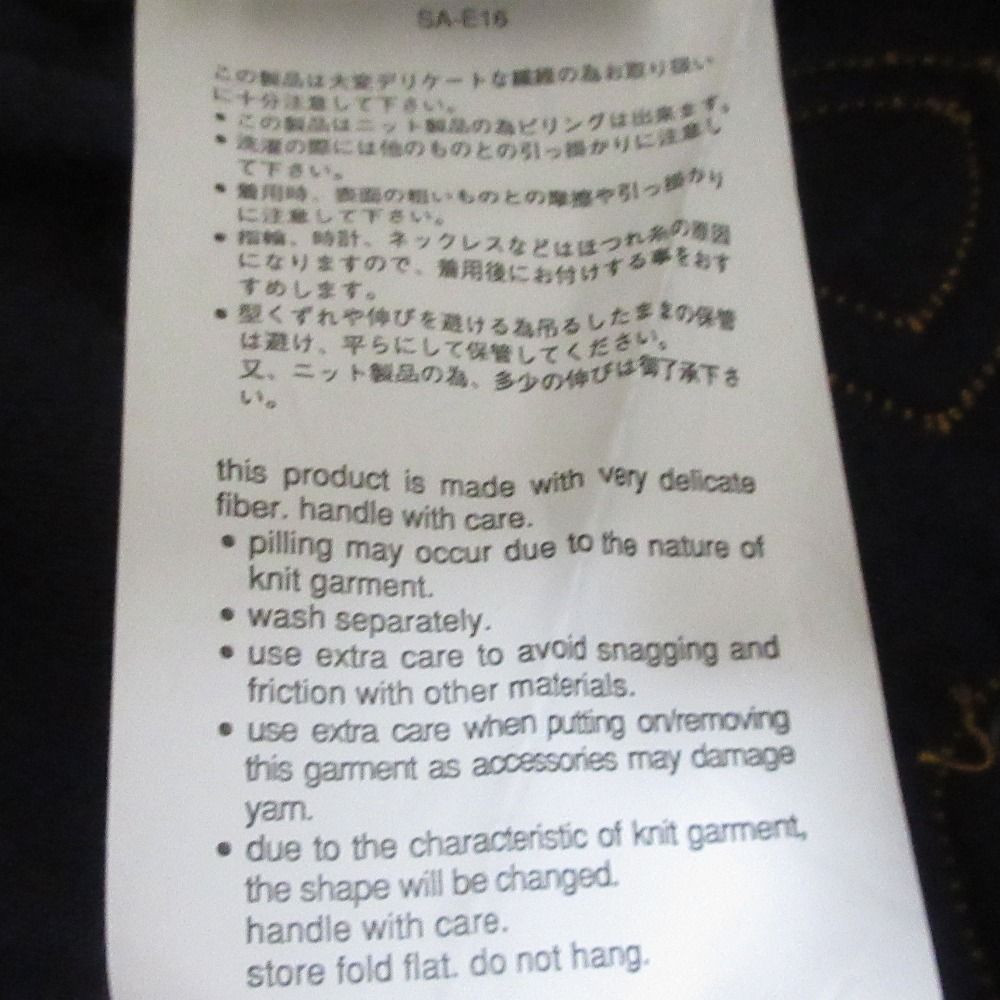 SA-E16
この製品は大変デリケートな繊維の為お取り扱い
に十分注意して下さい。
• この製品はニット製品の為ピリングは出来ます。
• 洗濯の際には他のものとの引っ掛かりに注意し
て下さい。
• 着用時、表面の粗いものとの摩擦や引っ掛かり
に注意して下さい。
• 指輪、時計、ネックレスなどはほつれ糸の原因
になりますので、着用後にお付けする事をおす
すめします。
• 型くずれや伸びを避ける為吊るしたままの保管
は避け、平らにして保管してください。
又、ニット製品の為、多少の伸びは御了承下さ
い。
this product is made with very delicate
fiber. handle with care.
• pilling may occur due to the nature of
knit garment.
• wash separately.
• use extra care to avoid snagging and
friction with other materials.
• use extra care when putting on/removing
this garment as accessories may damage
yarn.
• due to the characteristic of knit garment,
the shape will be changed.
handle with care.
store fold flat. do not hang.